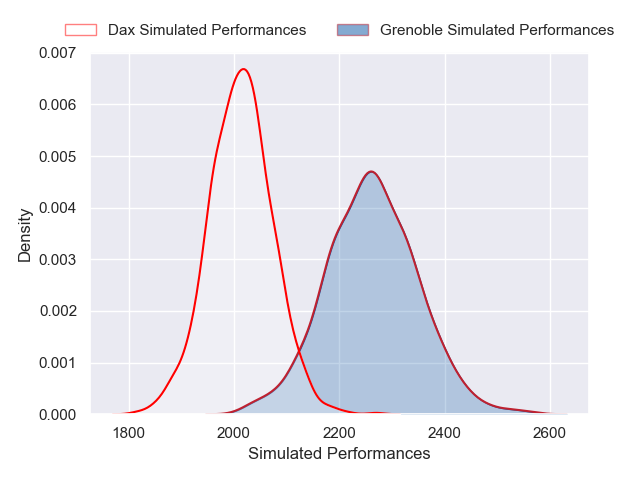 Dax Simulated Performances
Grenoble Simulated Performances
0.007
0.006
0.005
0.004
0.003
0.002
0.001
0.000
Density
1800 2000 2200 2400 2600
Simulated Performances